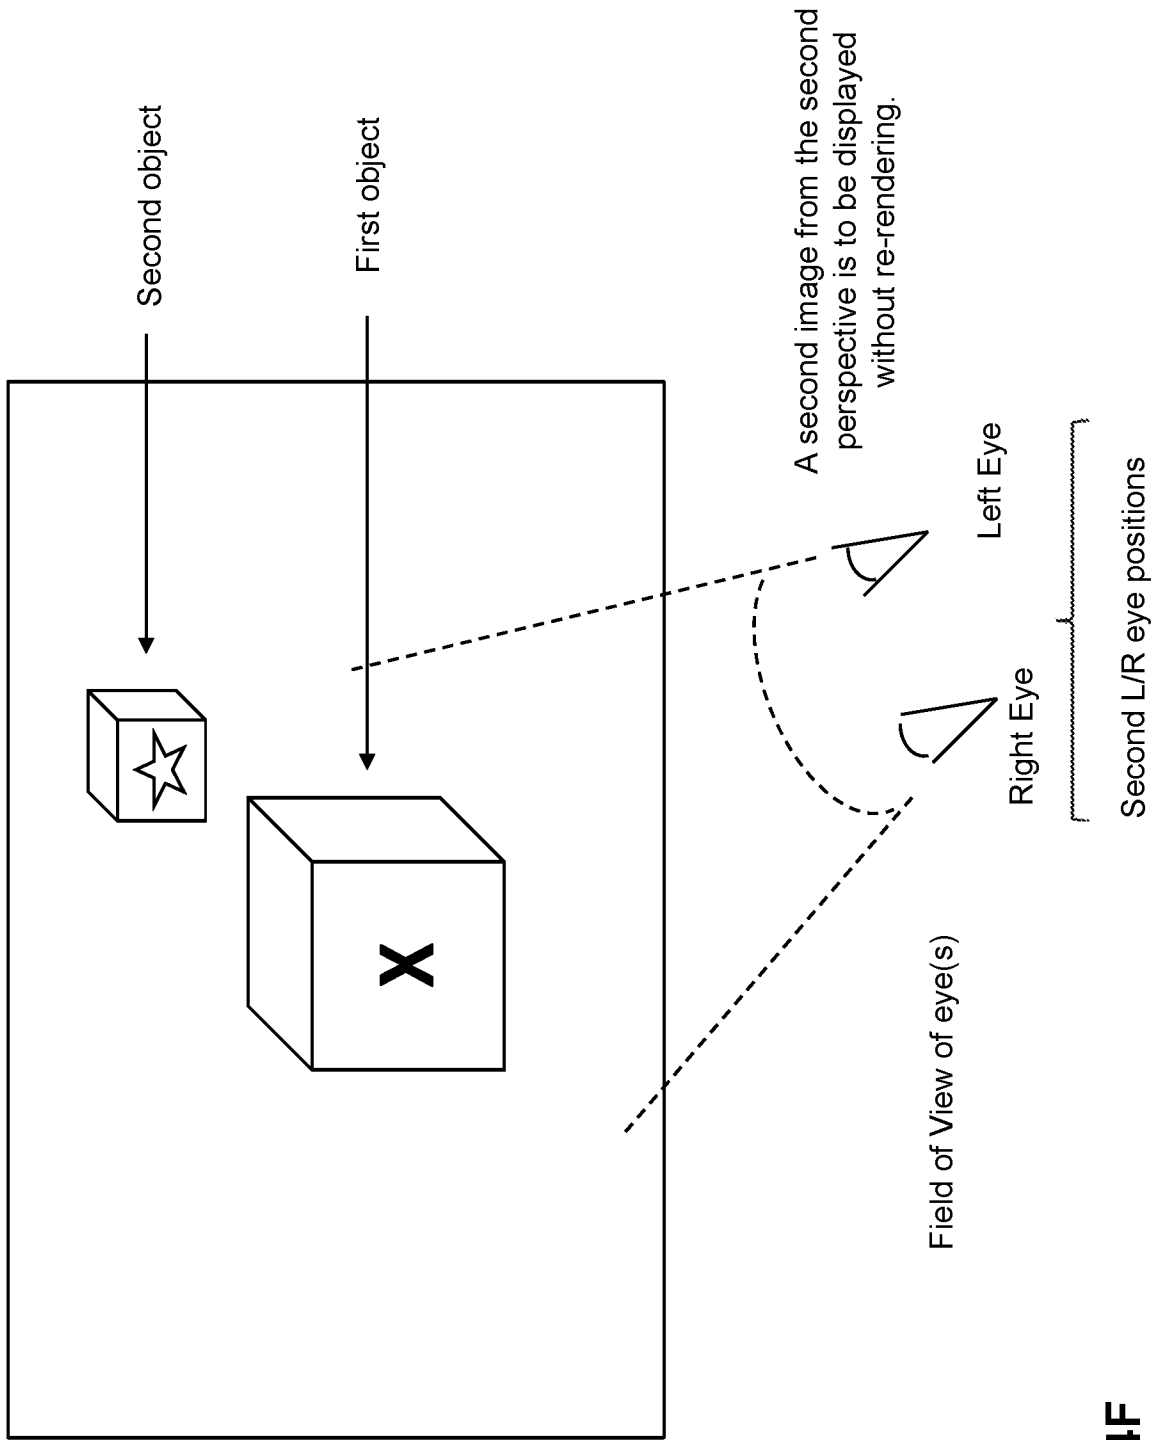 Second object
First object
X
A second image from the second
perspective is to be displayed
without re-rendering.
Left Eye
Right Eye
Second L/R eye positions
Field of View of eye(s)